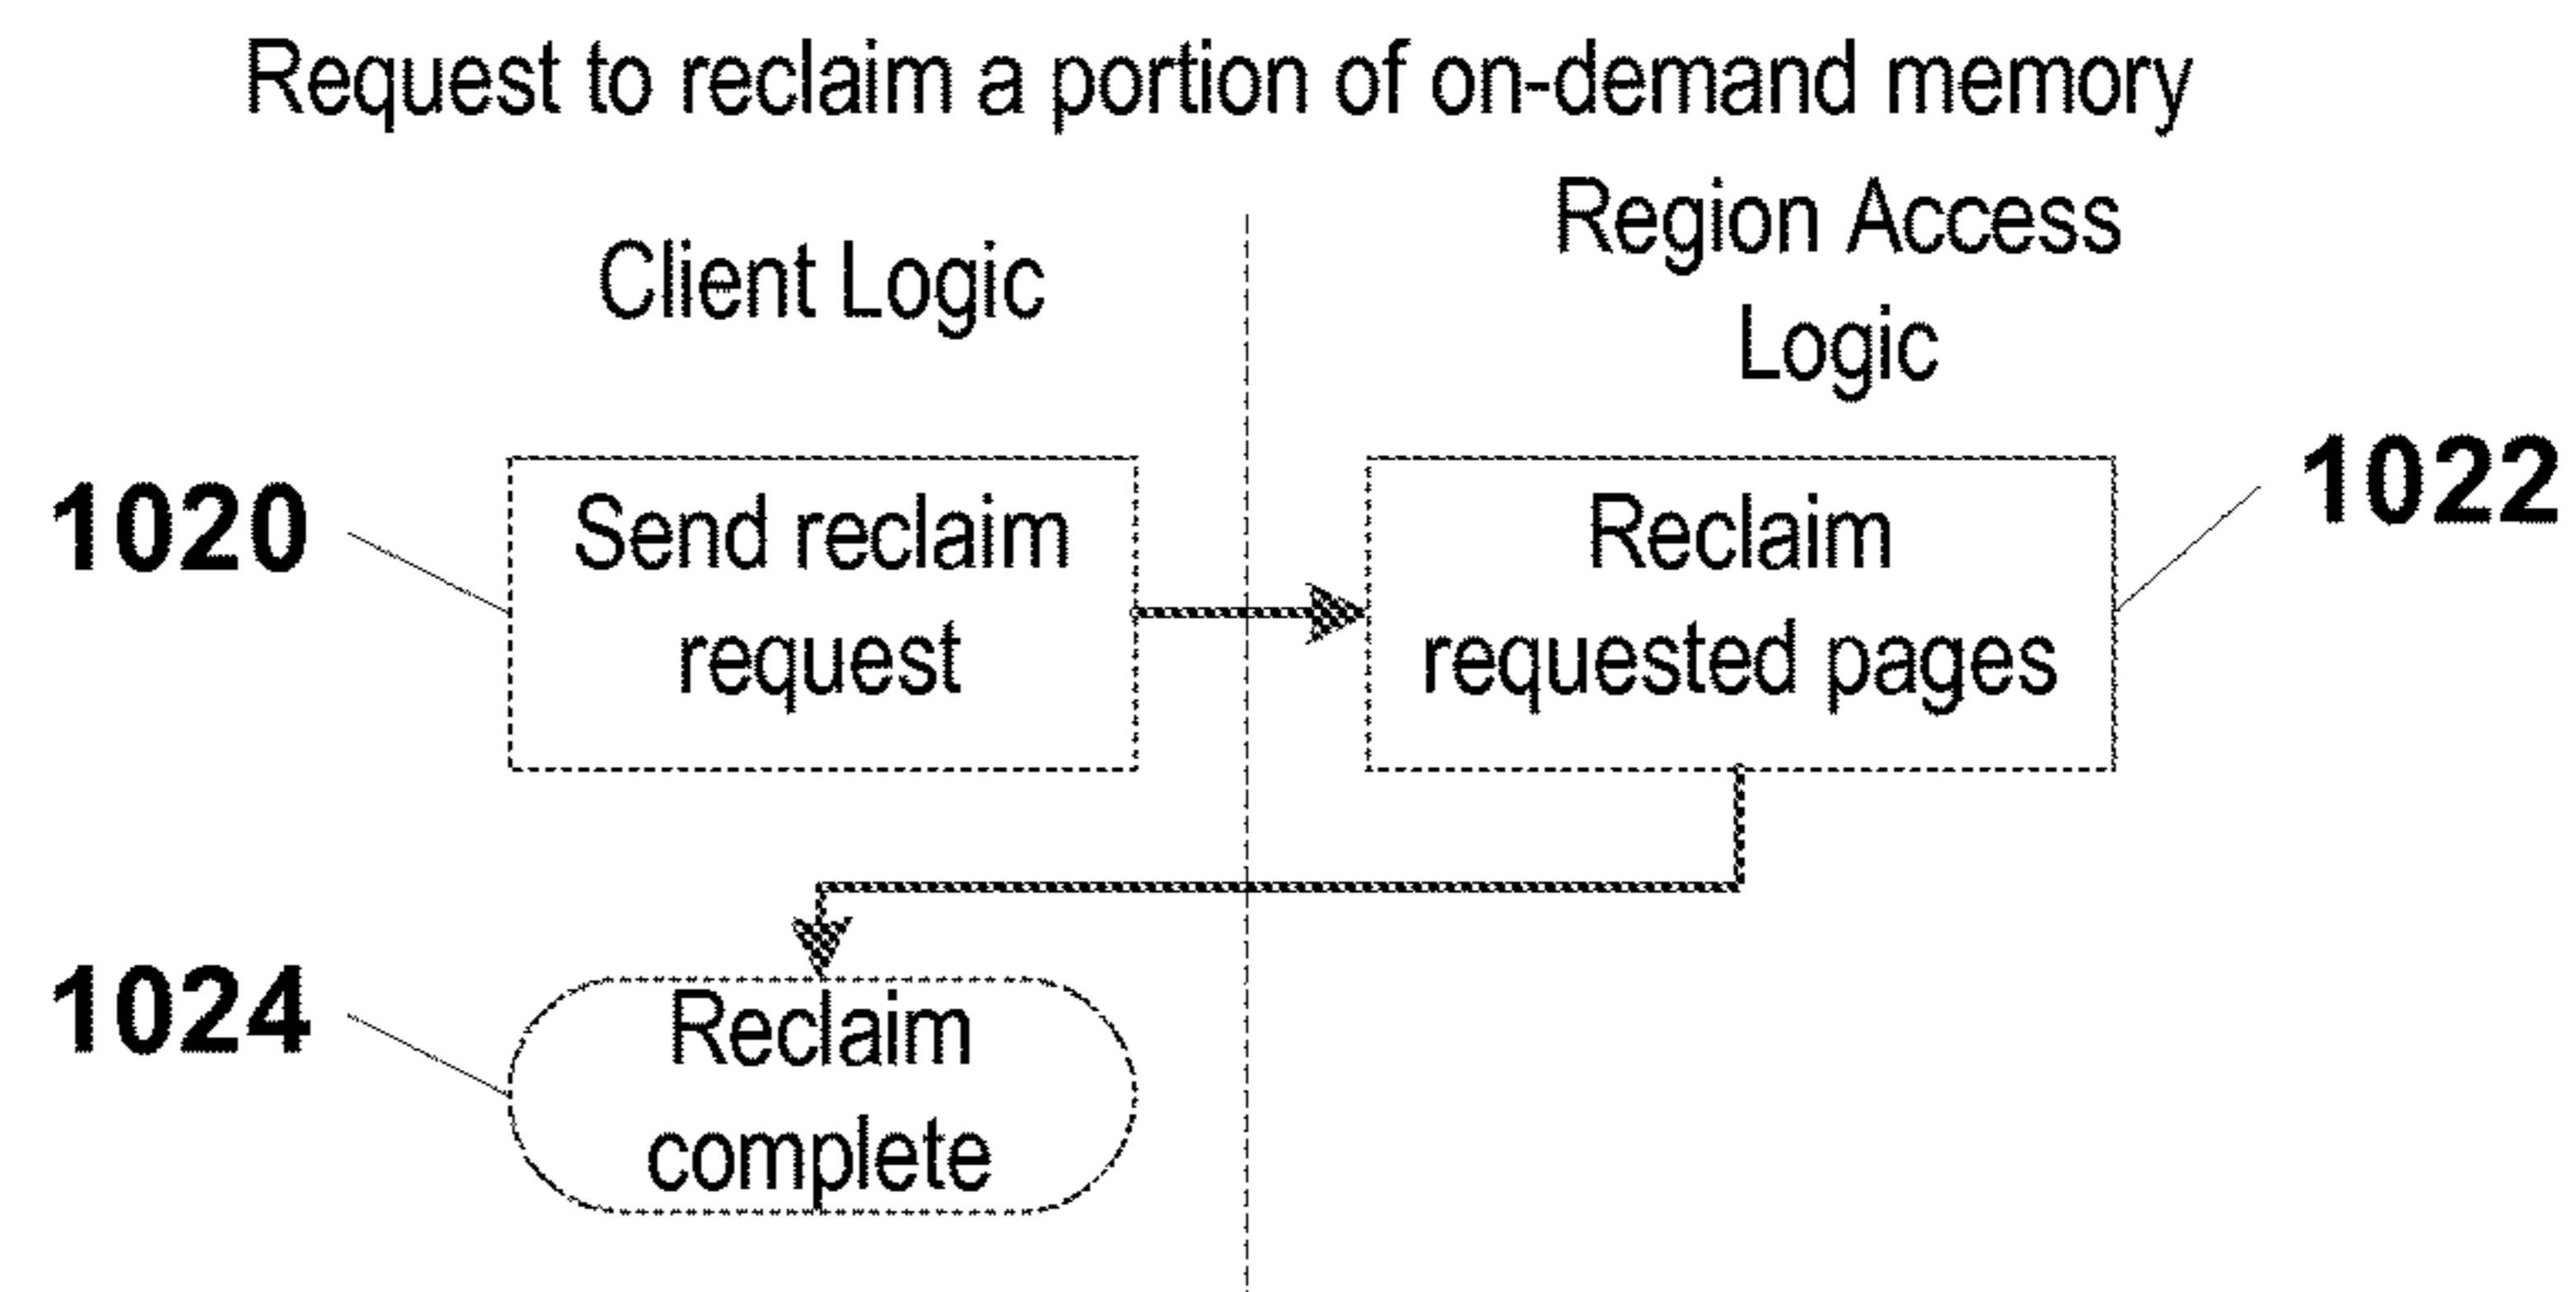 Request to reclaim a portion of on-demand memory
Client Logic
Region Access
Logic
1020
Send reclaim
request
Reclaim
requested pages
1022
1024
Reclaim
complete